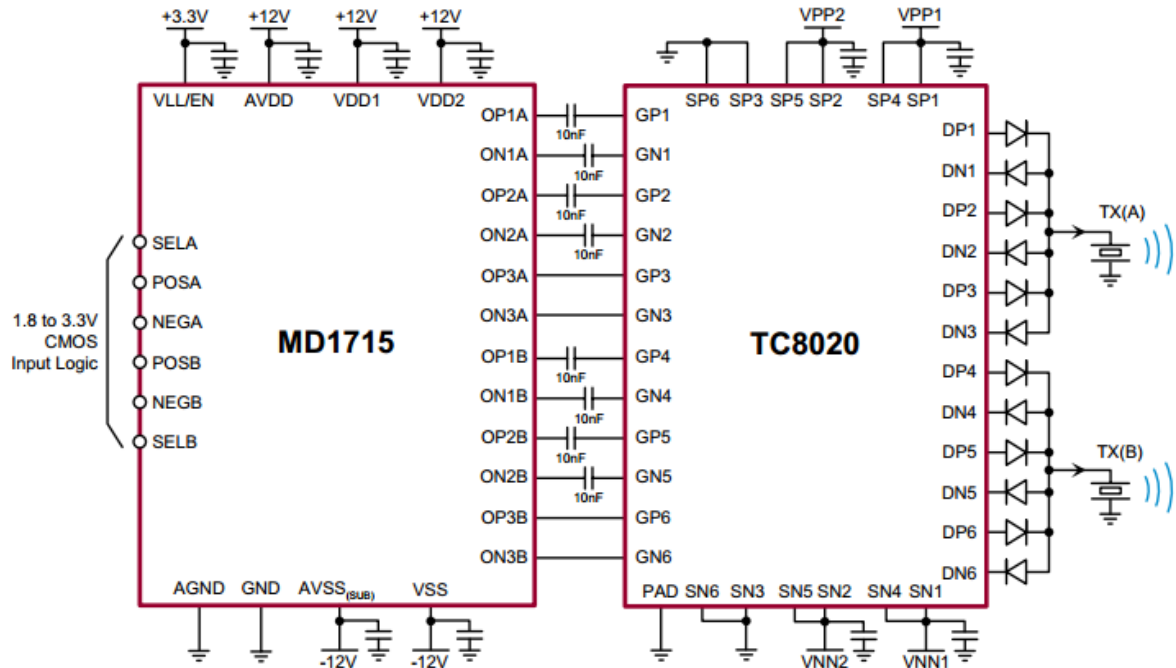 +3.3V +12V +12V +12V VPP2 VPP1
VLL/EN AVDD VDD1 VDD2
SP6 SP3 SP5 SP2 SP4 SP1
OP1A 10nF GP1
ON1A 10nF GN1
OP2A 10nF GP2
ON2A 10nF GN2
OP3A GP3
ON3A GN3
OP1B 10nF GP4
ON1B 10nF GN4
OP2B 10nF GP5
ON2B 10nF GN5
OP3B GP6
ON3B GN6
SELA
POSA
NEGA
POSB
NEGB
SELB
1.8 to 3.3V
CMOS
Input Logic
MD1715
TC8020
DP1
DN1
DP2
DN2
DP3
DN3
DP4
DN4
DP5
DN5
DP6
DN6
TX(A)
TX(B)
AGND GND AVSS(SUB) VSS
PAD SN6 SN3 SN5 SN2 SN4 SN1
-12V -12V VNN2 VNN1